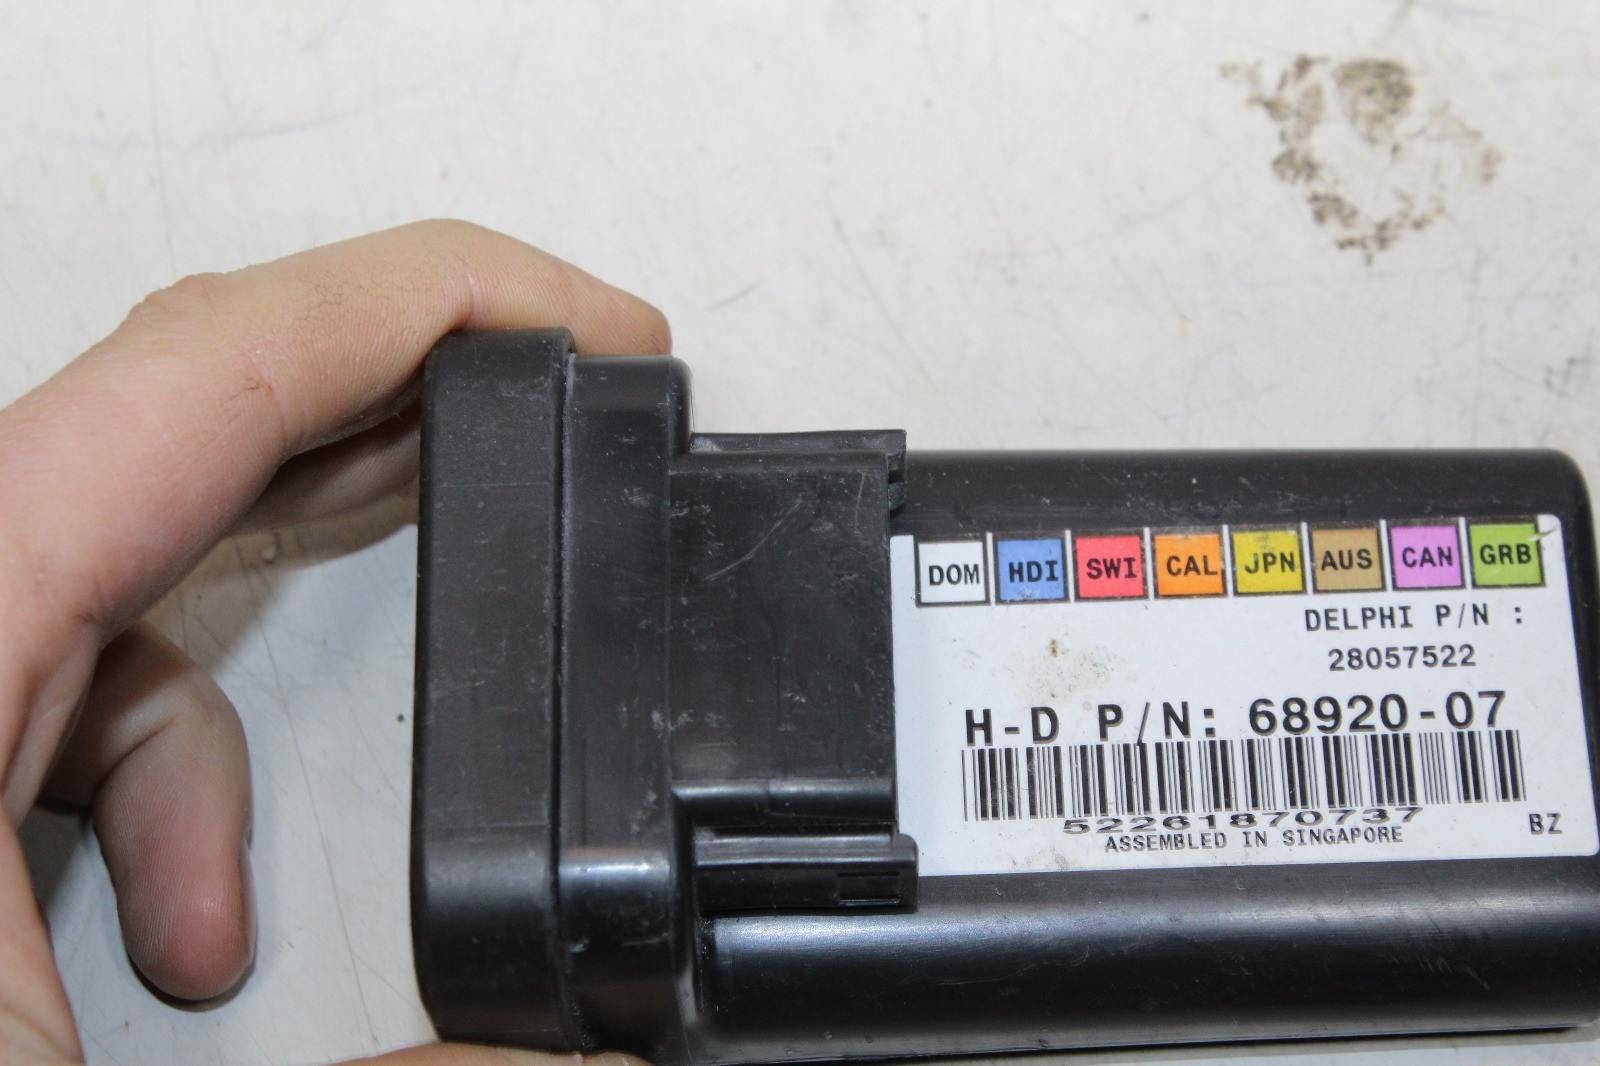 DOM HDI SWI CAL JPN AUS CAN GRB
DELPHI P/N :
28057522
H-D P/N: 68920-07
52261870737
ASSEMBLED IN SINGAPORE
BZ